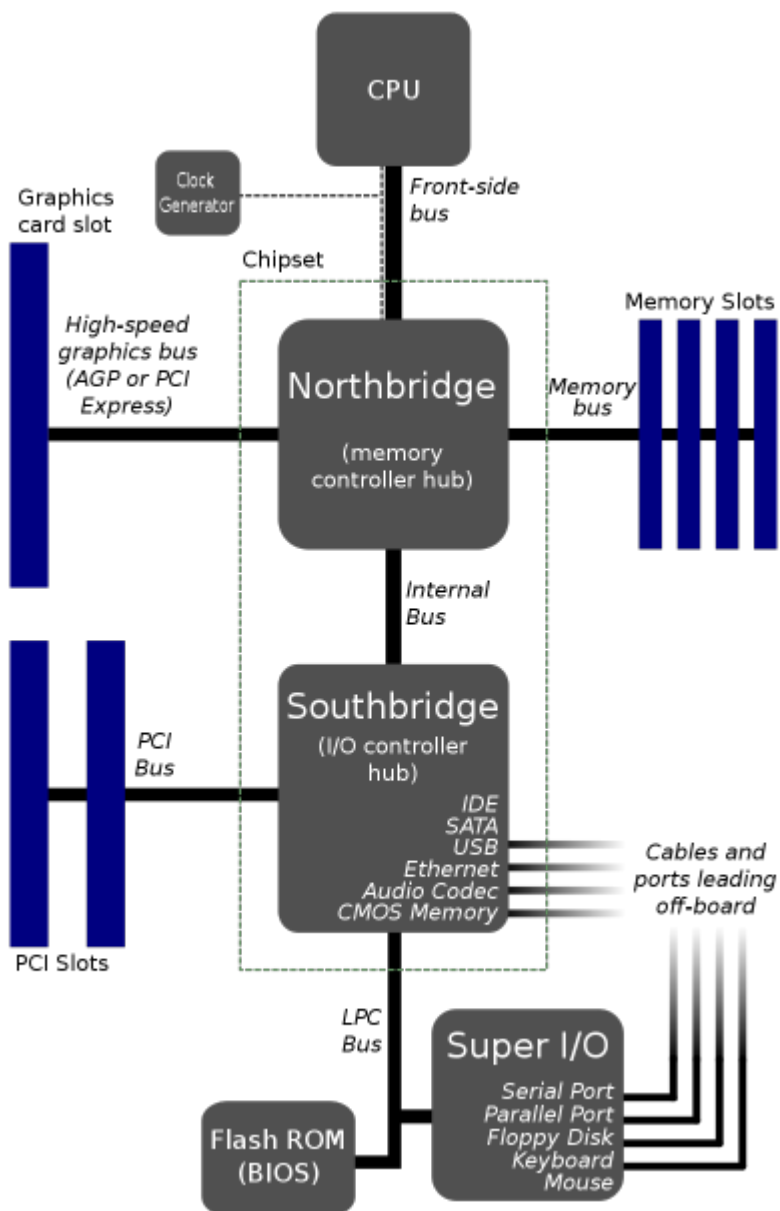 CPU
Clock
Generator
Front-side
bus
Graphics
card slot
Chipset
High-speed
graphics bus
(AGP or PCI
Express)
Northbridge
(memory
controller hub)
Memory
bus
Memory Slots
Internal
Bus
Southbridge
(I/O controller
hub)
PCI
Bus
IDE
SATA
USB
Ethernet
Audio Codec
CMOS Memory
Cables and
ports leading
off-board
PCI Slots
LPC
Bus
Super I/O
Serial Port
Parallel Port
Floppy Disk
Keyboard
Mouse
Flash ROM
(BIOS)